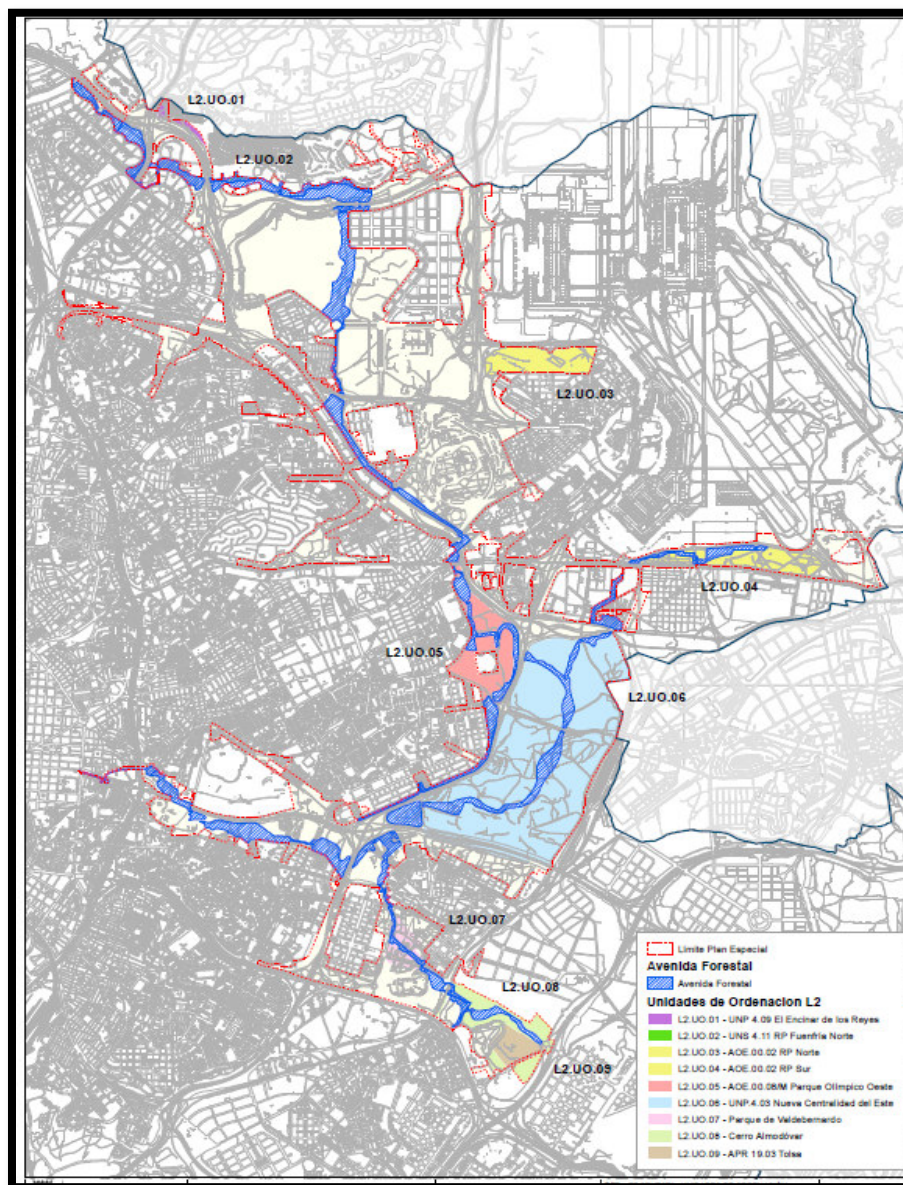 L2.UO.01
L2.UO.02
L2.UO.03
L2.UO.04
L2.UO.05
L2.UO.06
L2.UO.07
L2.UO.08
L2.UO.09
Límite Plan Especial
Avenida Forestal
Avenida Forestal
Unidades de Ordenacion L2
L2.UO.01 - UNP 4.09 El Encinar de los Reyes
L2.UO.02 - UNS 4.11 RP Fuenfría Norte
L2.UO.03 - AOE.00.02 RP Norte
L2.UO.04 - AOE.00.02 RP Sur
L2.UO.05 - AOE.00.08/M Parque Olímpico Oeste
L2.UO.06 - UNP.4.03 Nueva Centralidad del Este
L2.UO.07 - Parque de Valdebernardo
L2.UO.08 - Cerro Almodóvar
L2.UO.09 - APR 19.03 Tolsa